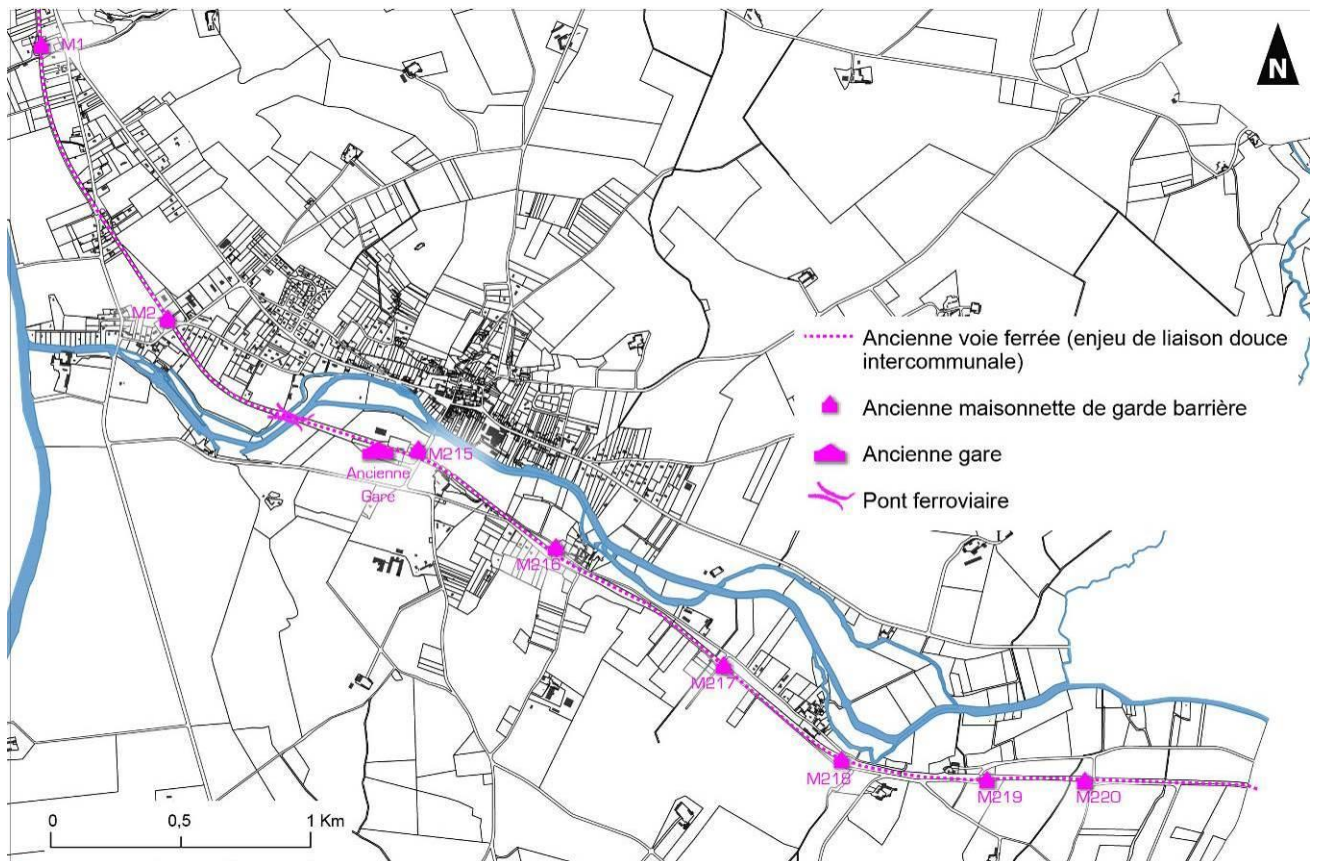 M1
N
M2
Ancienne voie ferrée (enjeu de liaison douce
intercommunale)
Ancienne maisonnette de garde barrière
Ancienne gare
Pont ferroviaire
M215
Ancienne
Gare
M216
M217
M218
M219
M220
0
0,5
1 Km